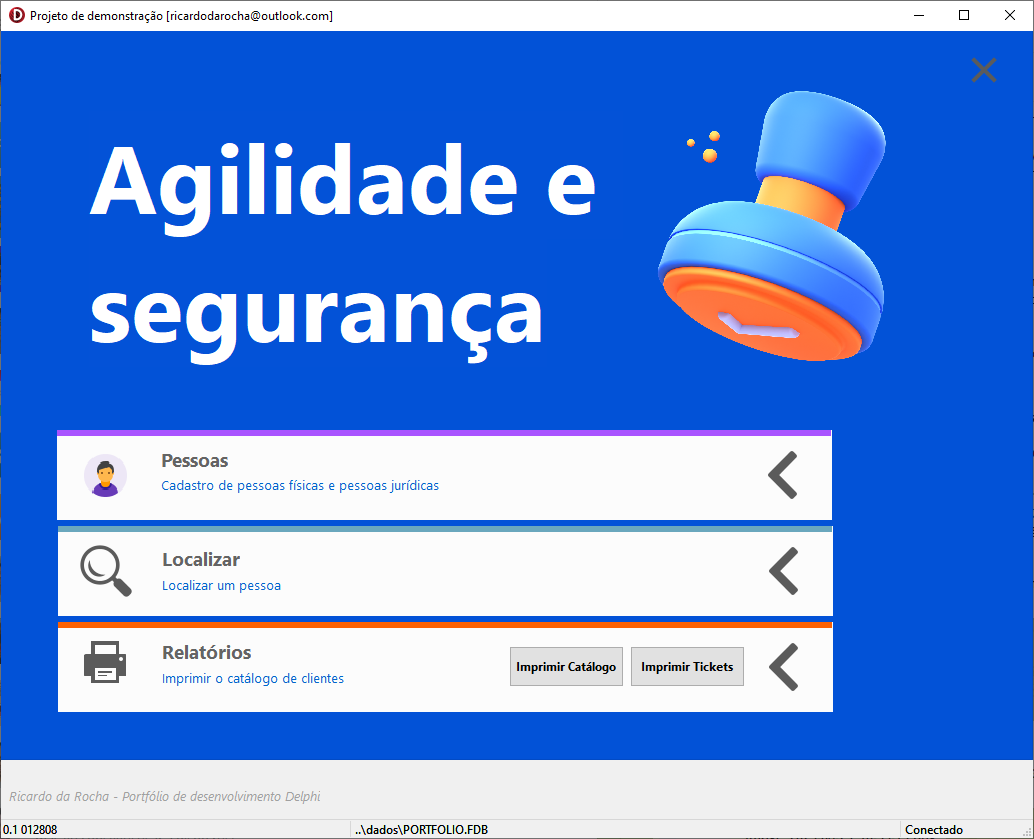 Projeto de demonstração [ricardodarocha@outlook.com]
Agilidade e
segurança
Pessoas
Cadastro de pessoas físicas e pessoas jurídicas
Localizar
Localizar um pessoa
Relatórios
Imprimir o catálogo de clientes
Imprimir Catálogo
Imprimir Tickets
Ricardo da Rocha - Portfólio de desenvolvimento Delphi
0.1 012808
..\dados\PORTFOLIO.FDB
Conectado